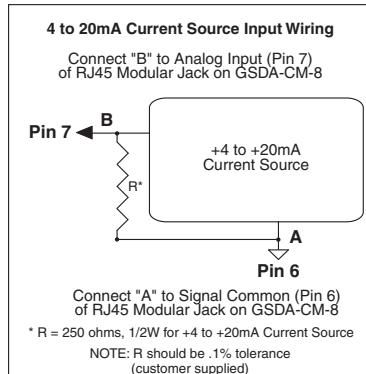 4 to 20mA Current Source Input Wiring
Connect "B" to Analog Input (Pin 7)
of RJ45 Modular Jack on GSDA-CM-8
B
Pin 7
+4 to +20mA
Current Source
R*
A
Pin 6
Connect "A" to Signal Common (Pin 6)
of RJ45 Modular Jack on GSDA-CM-8
* R = 250 ohms, 1/2W for +4 to +20mA Current Source
NOTE: R should be .1% tolerance
(customer supplied)